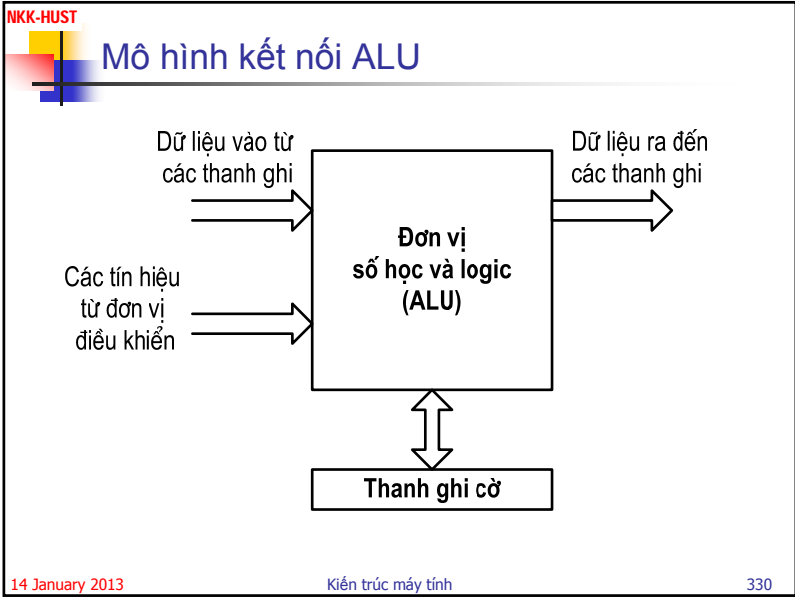 NKK-HUST
Mô hình kết nối ALU
Dữ liệu vào từ
các thanh ghi
Dữ liệu ra đến
các thanh ghi
Đơn vị
số học và logic
(ALU)
Các tín hiệu
từ đơn vị
điều khiển
Thanh ghi cờ
14 January 2013
Kiến trúc máy tính
330